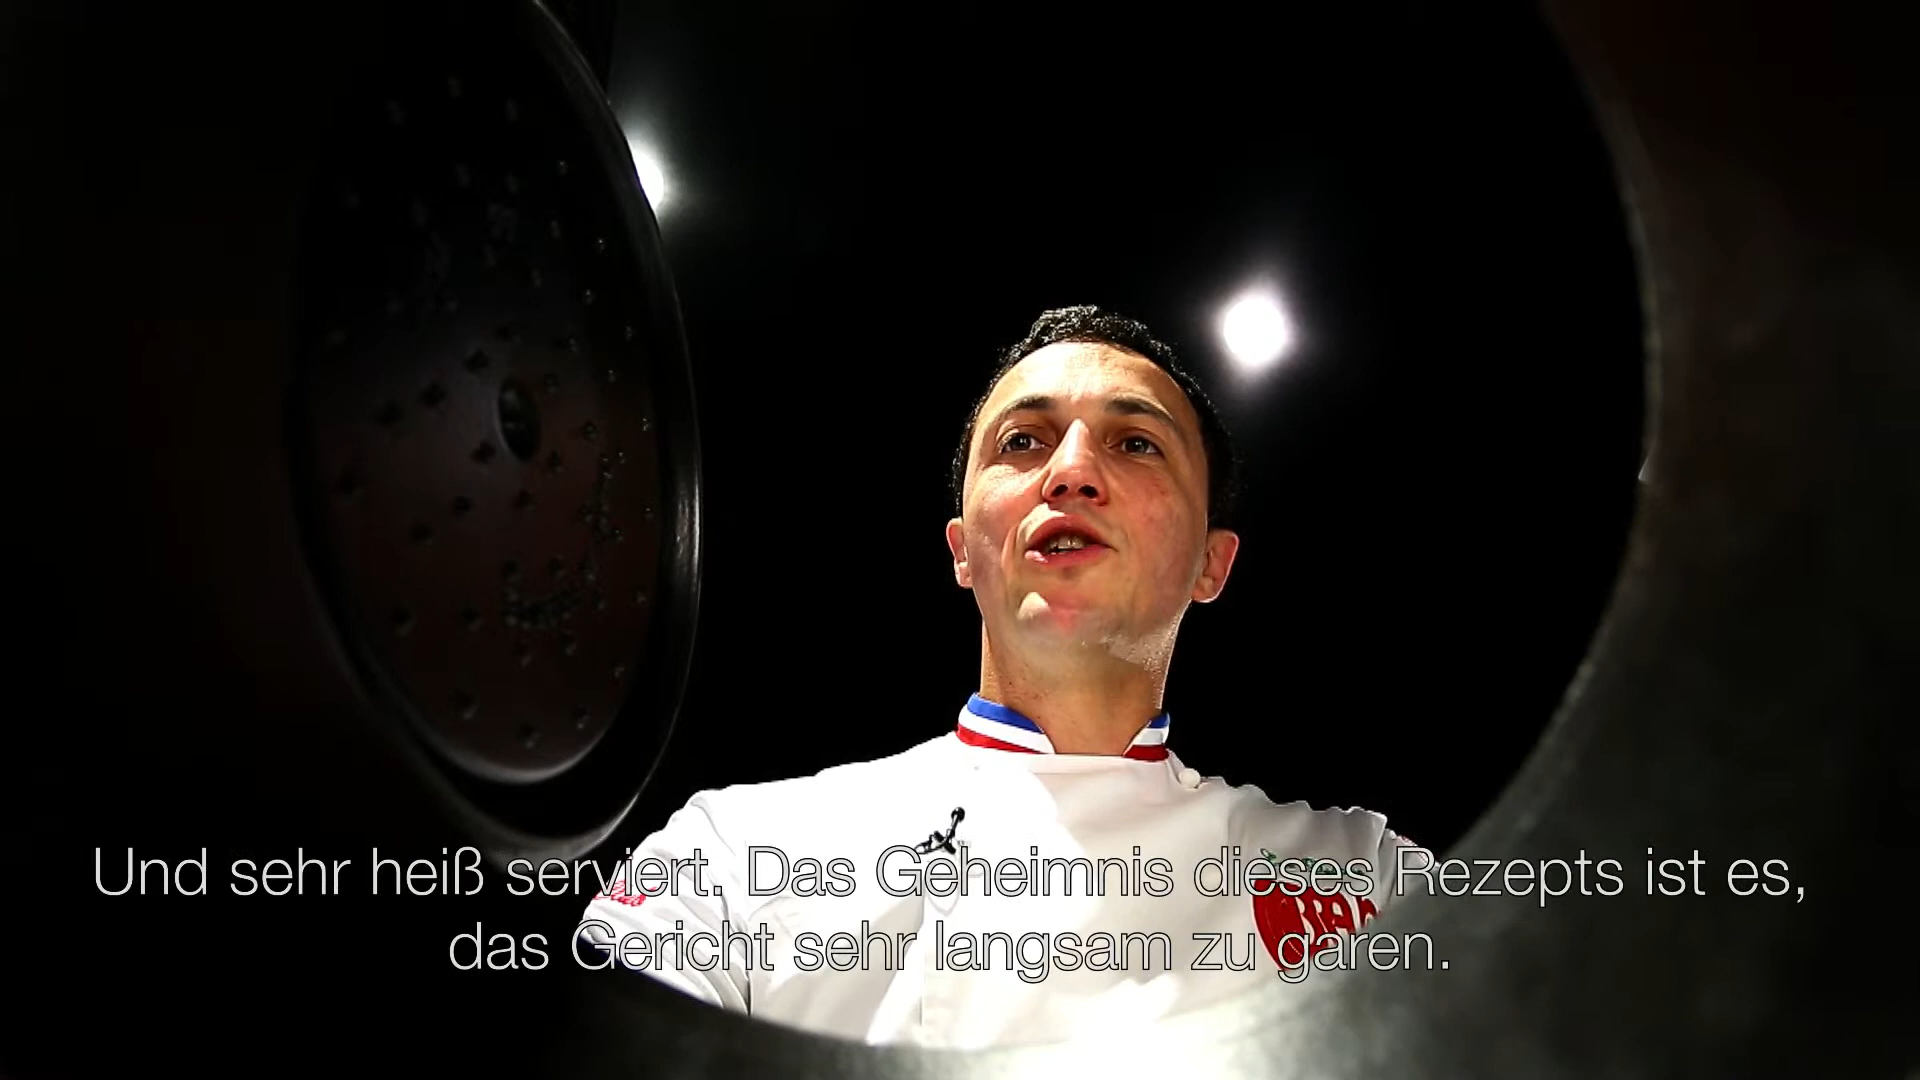 Und sehr heiß serviert. Das Geheimnis dieses Rezepts ist es,
das Gericht sehr langsam zu garen.